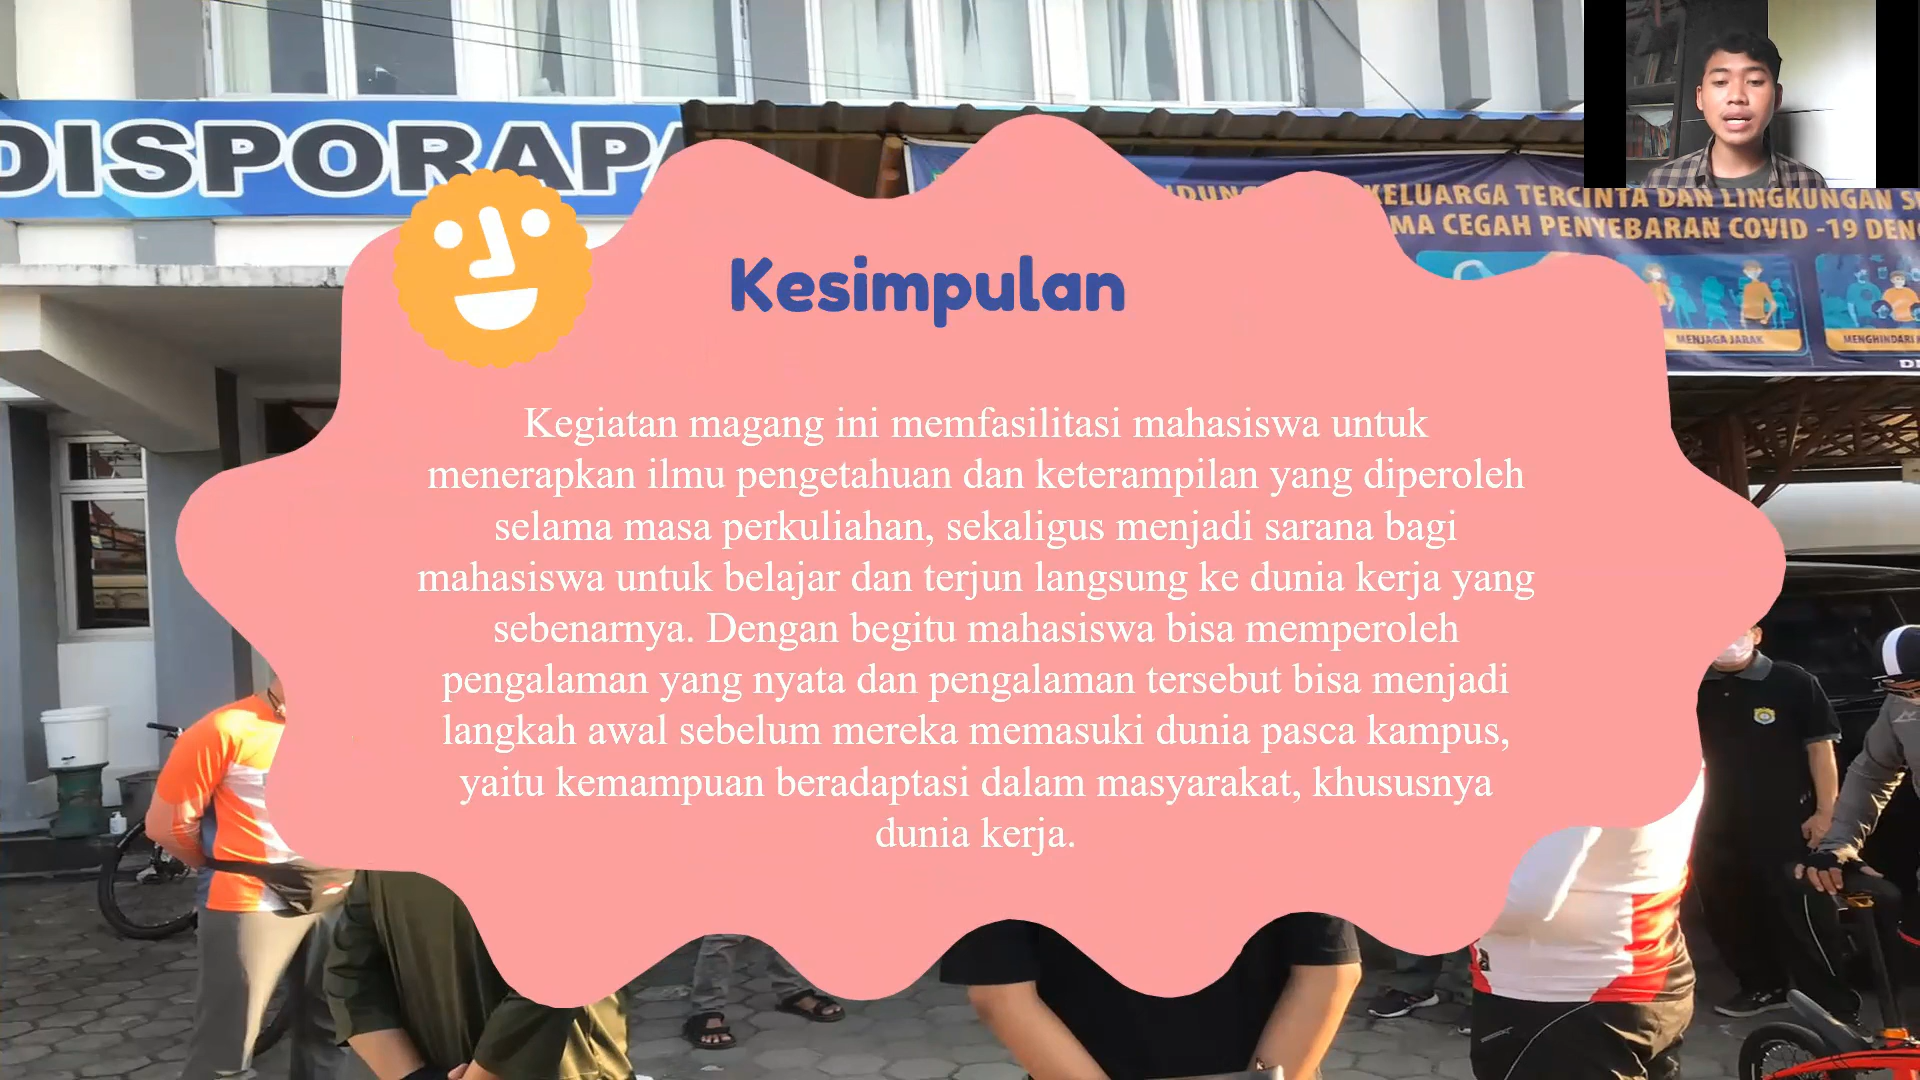 DISPORAPA
KELUARGA TERCINTA DAN LINGKUNGAN
CEGAH PENYEBARAN COVID -19
MENJAGA JARAK
MENGHINDARI
Kesimpulan
Kegiatan magang ini memfasilitasi mahasiswa untuk
menerapkan ilmu pengetahuan dan keterampilan yang diperoleh
selama masa perkuliahan, sekaligus menjadi sarana bagi
mahasiswa untuk belajar dan terjun langsung ke dunia kerja yang
sebenarnya. Dengan begitu mahasiswa bisa memperoleh
pengalaman yang nyata dan pengalaman tersebut bisa menjadi
langkah awal sebelum mereka memasuki dunia pasca kampus,
yaitu kemampuan beradaptasi dalam masyarakat, khususnya
dunia kerja.